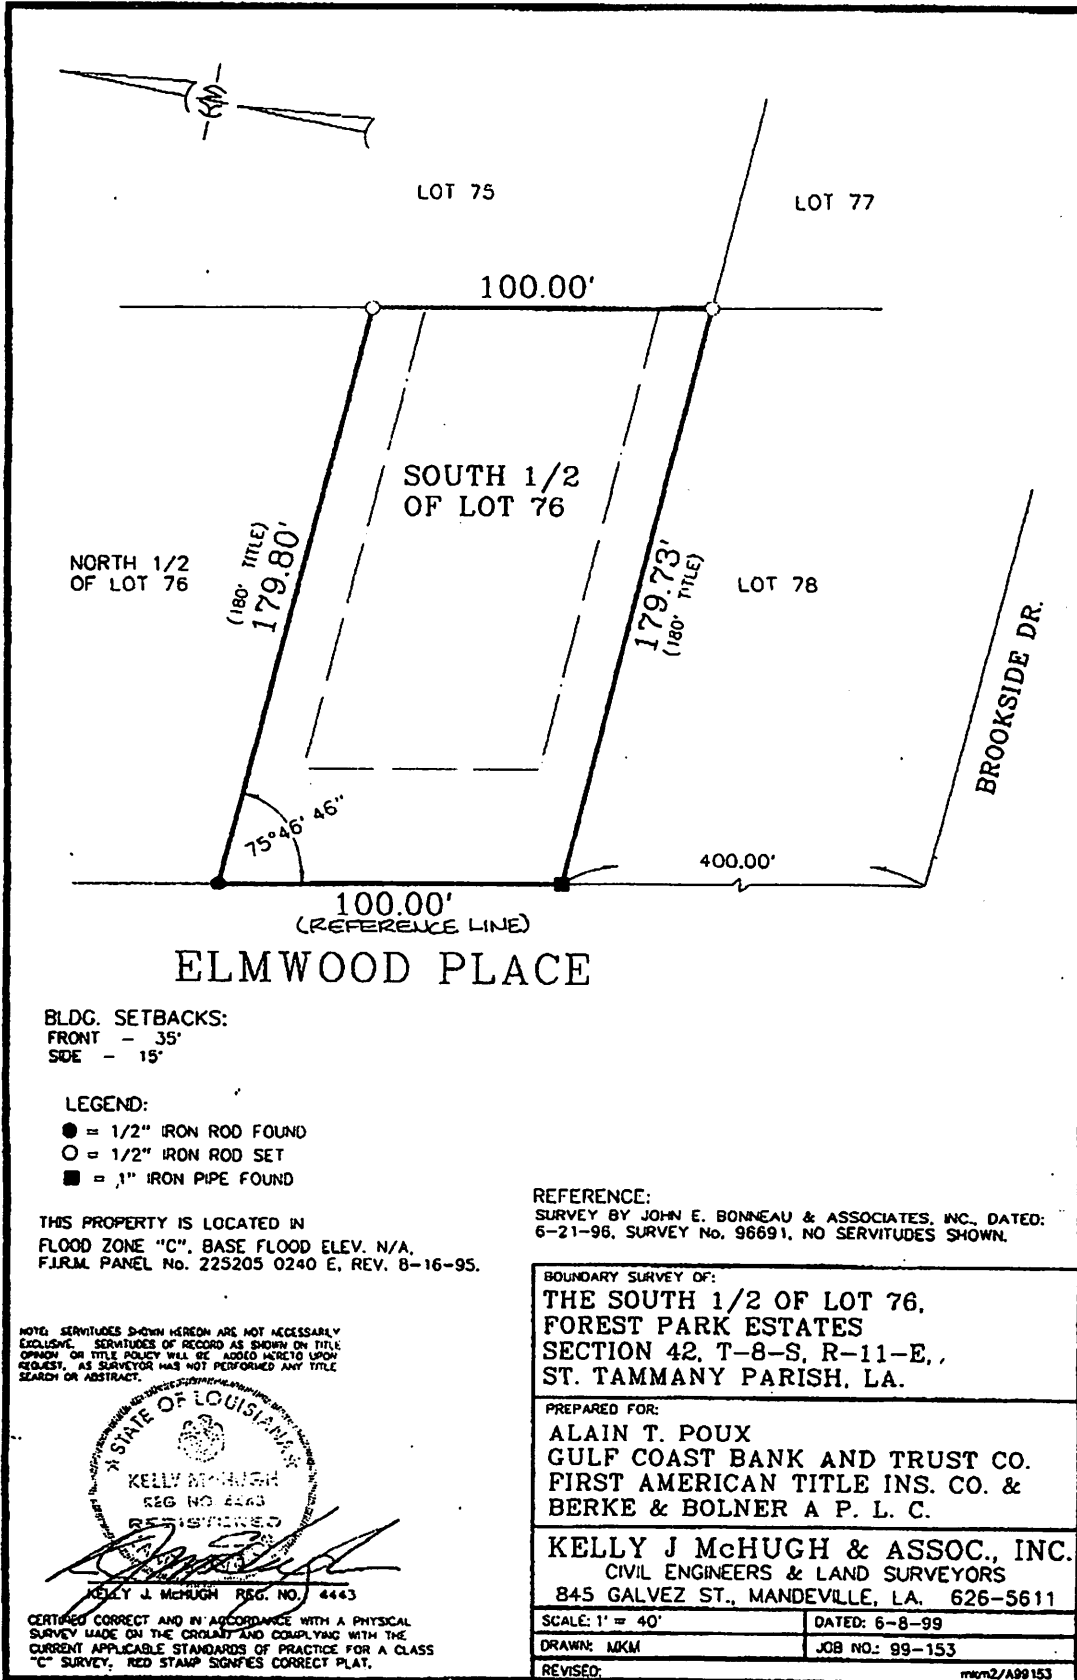 LOT 75
LOT 77
100.00'
SOUTH 1/2
OF LOT 76
NORTH 1/2
OF LOT 76
(180' TITLE)
179.80'
179.73'
(180' TITLE)
LOT 78
BROOKSIDE DR.
75°46' 46"
400.00'
100.00'
(REFERENCE LINE)
ELMWOOD PLACE
BLDG. SETBACKS:
FRONT - 35'
SIDE - 15'
LEGEND:
● = 1/2" IRON ROD FOUND
○ = 1/2" IRON ROD SET
■ = 1" IRON PIPE FOUND
THIS PROPERTY IS LOCATED IN
FLOOD ZONE "C", BASE FLOOD ELEV. N/A,
F.I.R.M. PANEL No. 225205 0240 E, REV. 8-16-95.
REFERENCE:
SURVEY BY JOHN E. BONNEAU & ASSOCIATES, INC., DATED:
6-21-96, SURVEY No. 96691, NO SERVITUDES SHOWN.
NOTE: SERVITUDES SHOWN HEREON ARE NOT NECESSARILY
EXCLUSIVE. SERVITUDES OF RECORD AS SHOWN ON TITLE
OPINION OR TITLE POLICY WILL BE ADDED HERETO UPON
REQUEST, AS SURVEYOR HAS NOT PERFORMED ANY TITLE
SEARCH OR ABSTRACT.
STATE OF LOUISIANA
KELLY McHUGH
REG NO 4443
REGISTERED
KELLY J. McHUGH REG. NO. 4443
CERTIFIED CORRECT AND IN ACCORDANCE WITH A PHYSICAL
SURVEY MADE ON THE GROUND AND COMPLYING WITH THE
CURRENT APPLICABLE STANDARDS OF PRACTICE FOR A CLASS
"C" SURVEY. RED STAMP SIGNIFIES CORRECT PLAT.
BOUNDARY SURVEY OF:
THE SOUTH 1/2 OF LOT 76,
FOREST PARK ESTATES
SECTION 42, T-8-S, R-11-E,
ST. TAMMANY PARISH, LA.
PREPARED FOR:
ALAIN T. POUX
GULF COAST BANK AND TRUST CO.
FIRST AMERICAN TITLE INS. CO. &
BERKE & BOLNER A P. L. C.
KELLY J McHUGH & ASSOC., INC.
CIVIL ENGINEERS & LAND SURVEYORS
845 GALVEZ ST., MANDEVILLE, LA. 626-5611
SCALE: 1' = 40'
DATED: 6-8-99
DRAWN: MKM
JOB NO.: 99-153
REVISED:
mkm2/A99153